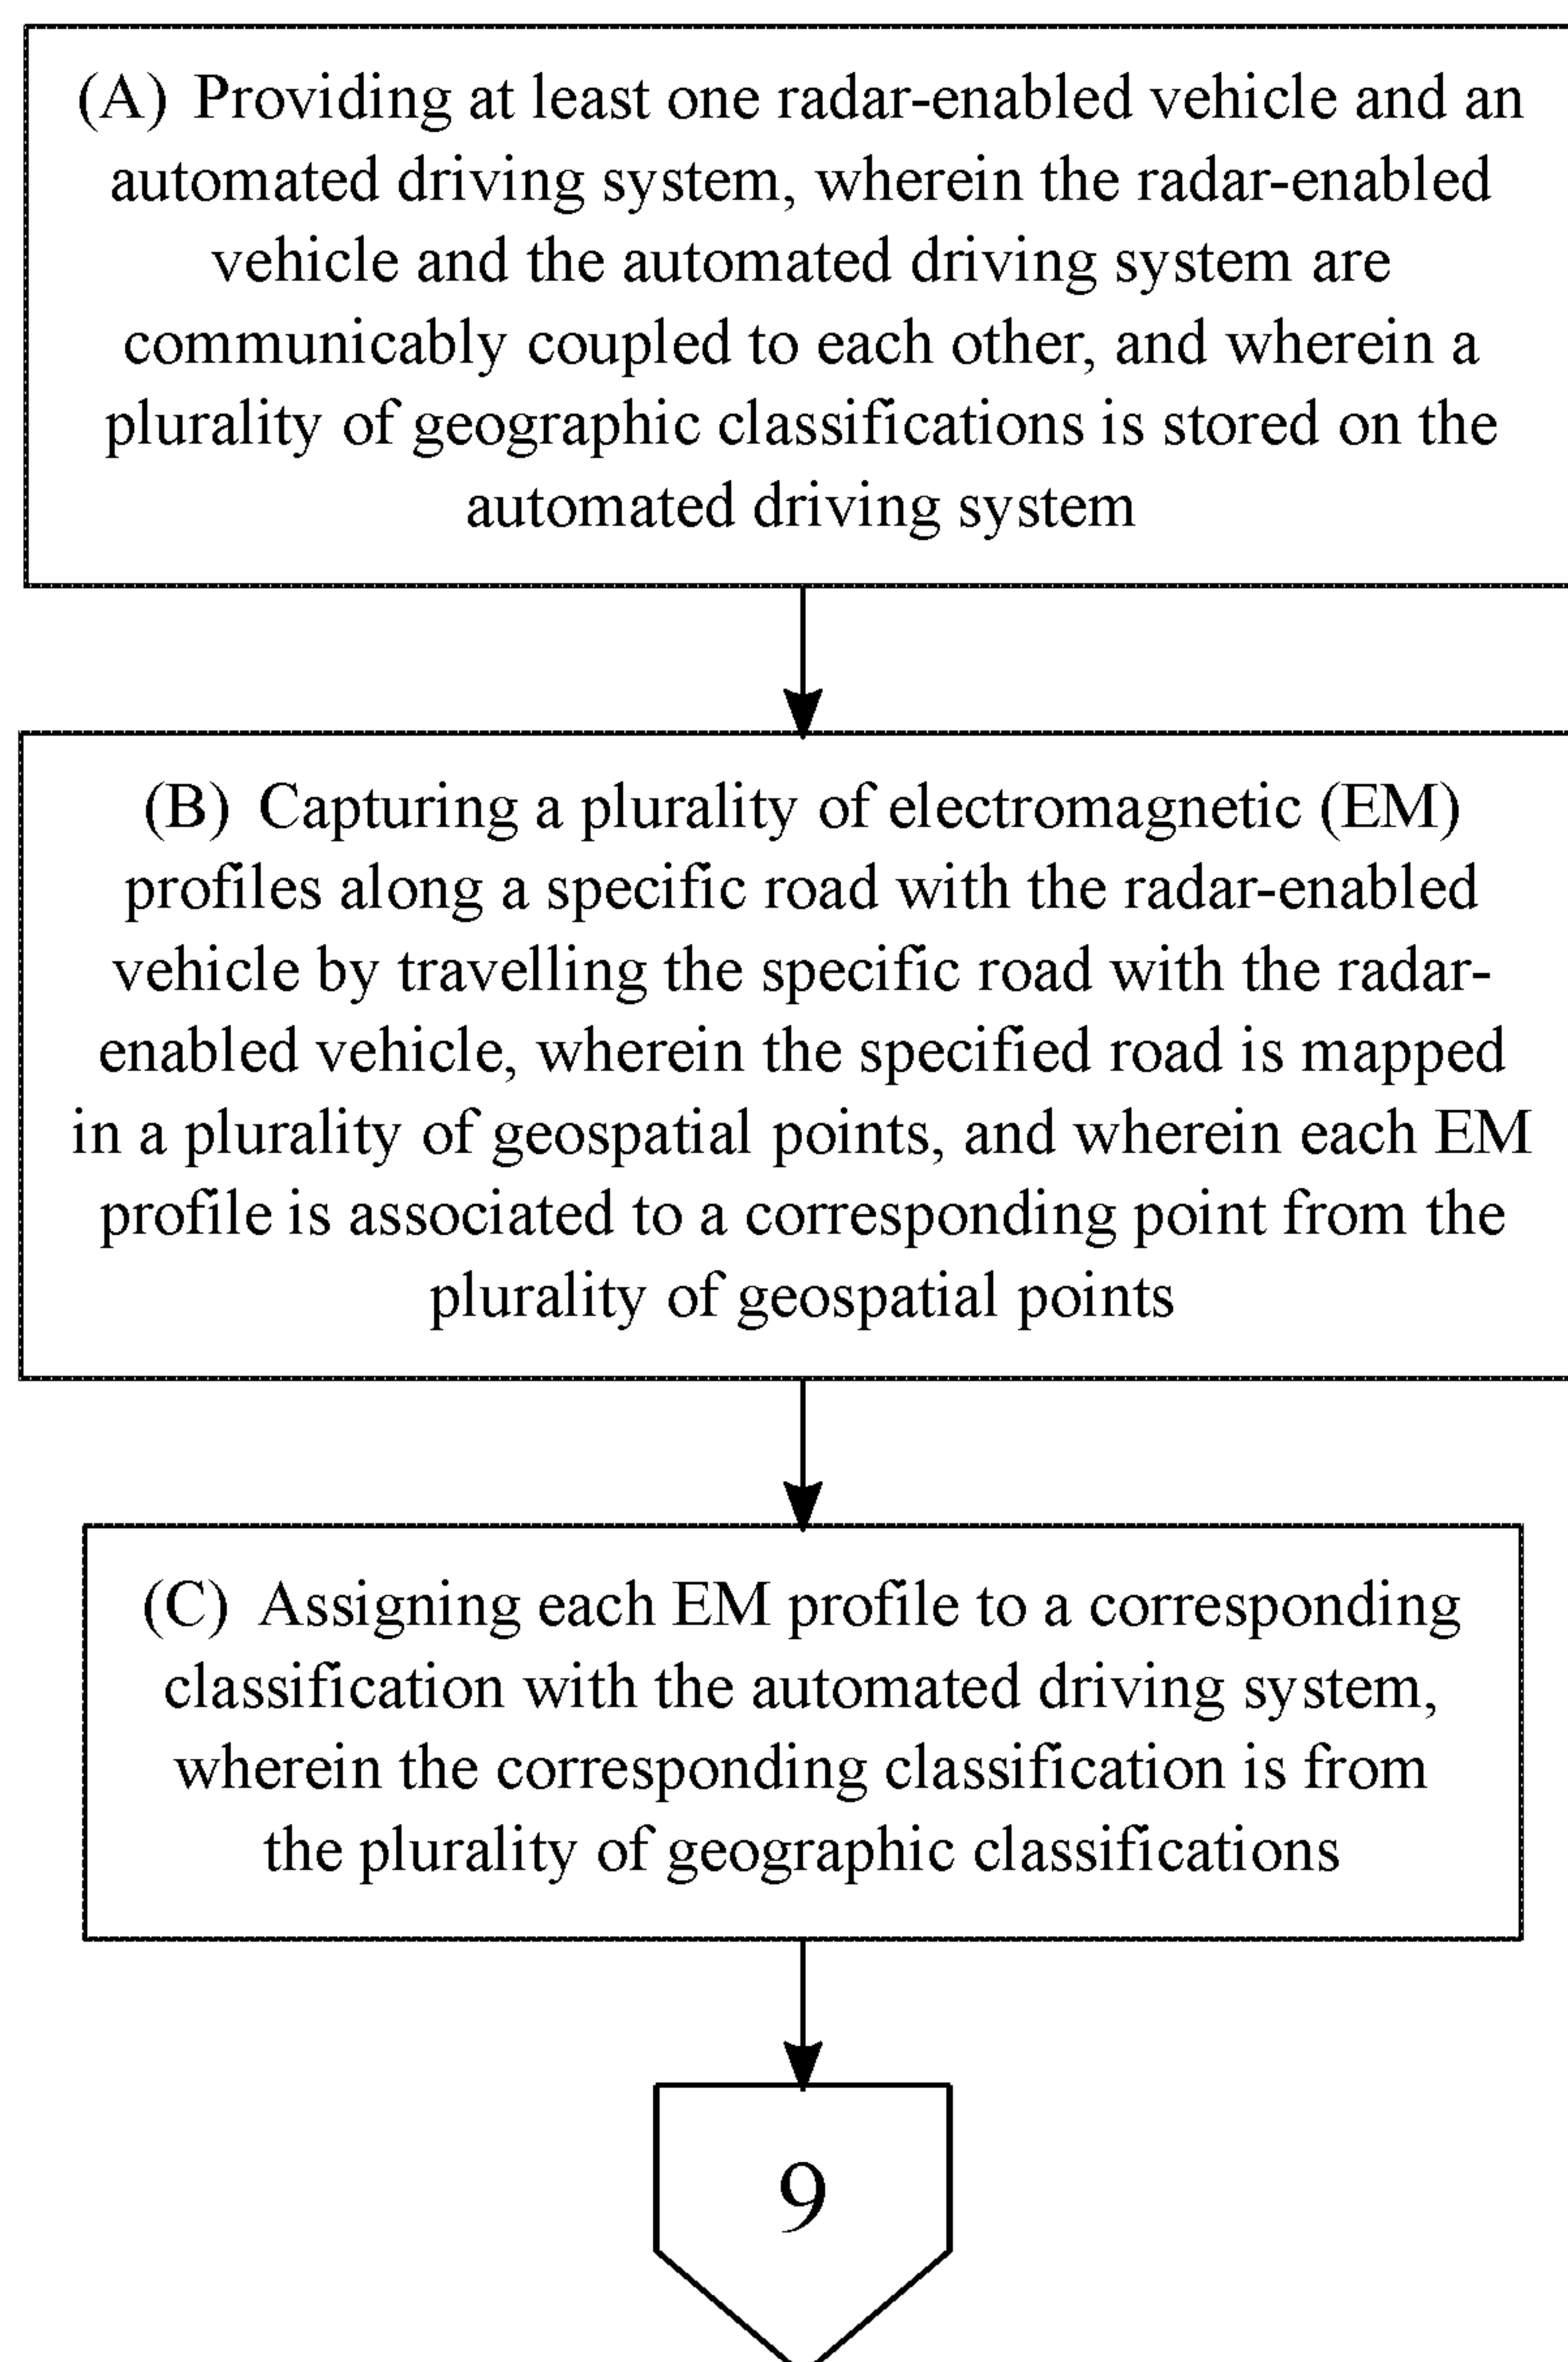 (A) Providing at least one radar-enabled vehicle and an
automated driving system, wherein the radar-enabled
vehicle and the automated driving system are
communicably coupled to each other, and wherein a
plurality of geographic classifications is stored on the
automated driving system
(B) Capturing a plurality of electromagnetic (EM)
profiles along a specific road with the radar-enabled
vehicle by travelling the specific road with the radar-
enabled vehicle, wherein the specified road is mapped
in a plurality of geospatial points, and wherein each EM
profile is associated to a corresponding point from the
plurality of geospatial points
(C) Assigning each EM profile to a corresponding
classification with the automated driving system,
wherein the corresponding classification is from
the plurality of geographic classifications
9